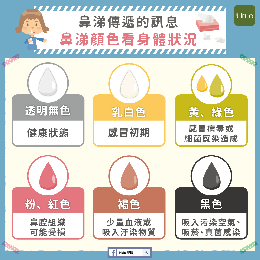 鼻涕傳遞的訊息
鼻涕顏色看身體狀況
透明無色
健康狀態
乳白色
感冒初期
黃、綠色
感冒病毒或
細菌感染造成
粉、紅色
鼻腔組織
可能受損
褐色
少量血液或
吸入汙染物質
黑色
吸入污染空氣、
吸菸、真菌感染